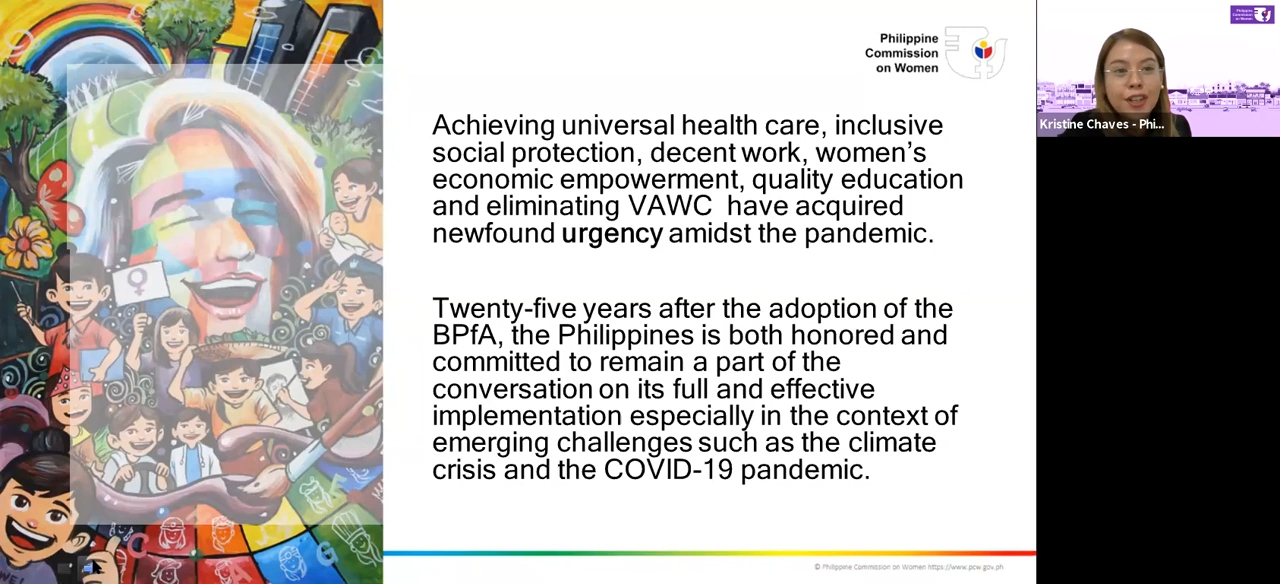 Philippine
Commission
on Women
Achieving universal health care, inclusive
social protection, decent work, women's
economic empowerment, quality education
and eliminating VAWC have acquired
newfound urgency amidst the pandemic.
Twenty-five years after the adoption of the
BPfA, the Philippines is both honored and
committed to remain a part of the
conversation on its full and effective
implementation especially in the context of
emerging challenges such as the climate
crisis and the COVID-19 pandemic.
© Philippine Commission on Women https://www.pcw.gov.ph
Philippine
Commission
on Women
Kristine Chaves - Phi...